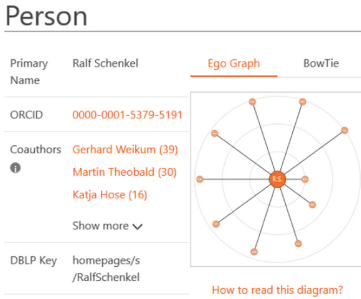 Person
Primary Name
Ralf Schenkel
ORCID
0000-0001-5379-5191
Coauthors
Gerhard Weikum (39)
Martin Theobald (30)
Katja Hose (16)
Show more
DBLP Key
homepages/s
/RalfSchenkel
Ego Graph
BowTie
R.S.
How to read this diagram?